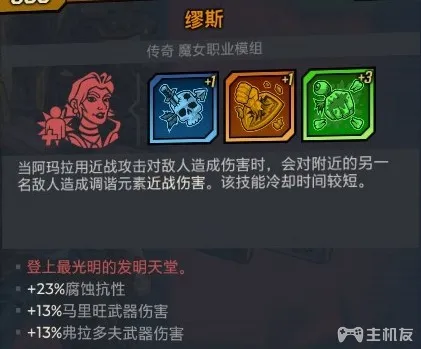 缪斯
传奇 魔女职业模组
+1
+1
+3
当阿玛拉用近战攻击对敌人造成伤害时，会对附近的另一
名敌人造成调谐元素近战伤害。该技能冷却时间较短。
登上最光明的发明天堂。
+23%腐蚀抗性
+13%马里旺武器伤害
+13%弗拉多夫武器伤害
主机友